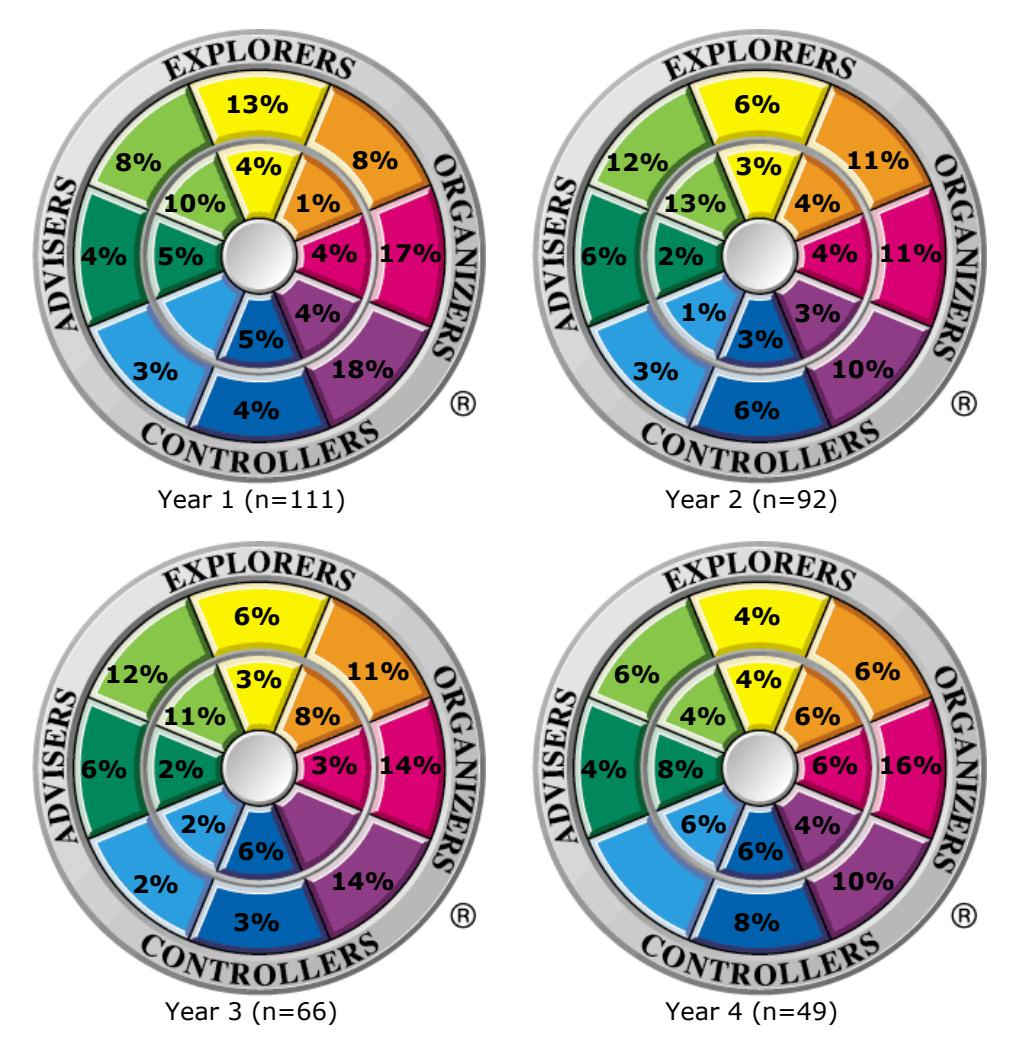 EXPLORERS
13%
8% 4% 8%
10% 1%
ADVISERS 4% 5% 4% 17% ORGANIZERS
4%
5%
3% 18%
4%
CONTROLLERS ®
Year 1 (n=111)
EXPLORERS
6%
12% 3% 11%
13% 4%
ADVISERS 6% 2% 4% 11% ORGANIZERS
1% 3%
3%
3% 10%
6%
CONTROLLERS ®
Year 2 (n=92)
EXPLORERS
6%
12% 3% 11%
11% 8%
ADVISERS 6% 2% 3% 14% ORGANIZERS
2%
6%
2% 14%
3%
CONTROLLERS ®
Year 3 (n=66)
EXPLORERS
4%
6% 4% 6%
4% 6%
ADVISERS 4% 8% 6% 16% ORGANIZERS
6% 4%
6%
10%
8%
CONTROLLERS ®
Year 4 (n=49)